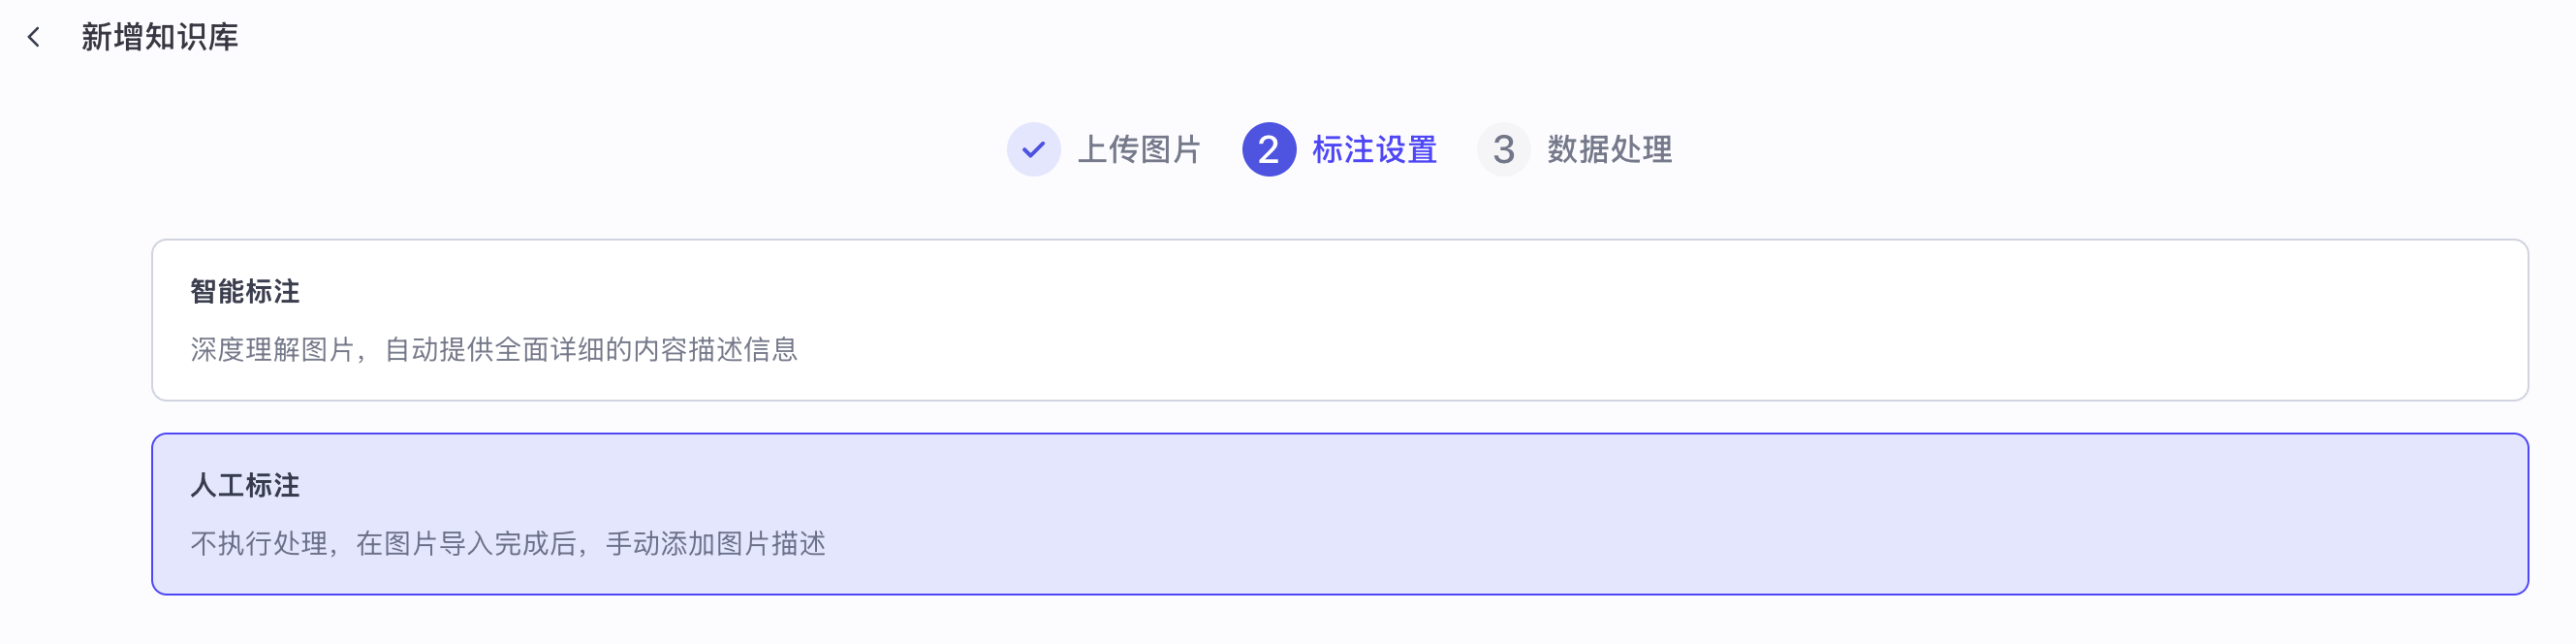 新增知识库
上传图片 2 标注设置 3 数据处理
智能标注
深度理解图片，自动提供全面详细的内容描述信息
人工标注
不执行处理，在图片导入完成后，手动添加图片描述